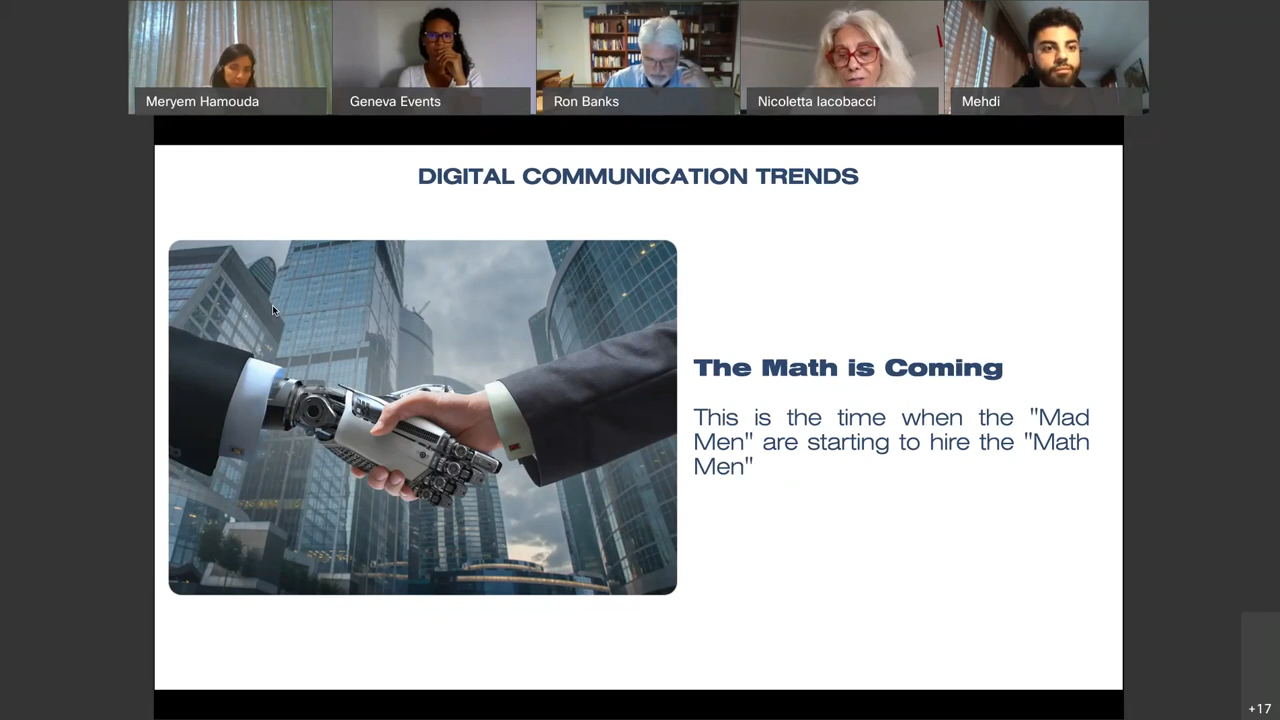 Meryem Hamouda
Geneva Events
Ron Banks
Nicoletta Iacobacci
Mehdi
DIGITAL COMMUNICATION TRENDS
The Math is Coming
This is the time when the "Mad
Men" are starting to hire the "Math
Men"
+17